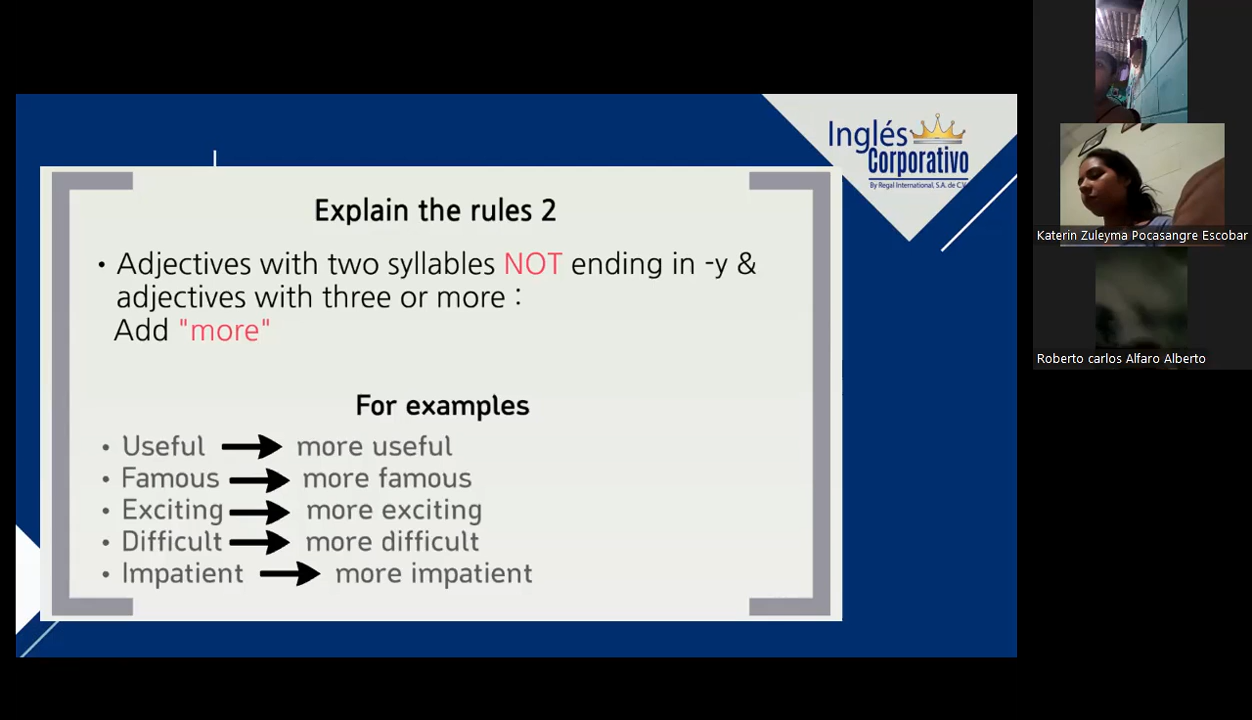 Inglés
Corporativo
By Regal International, S.A. de C.V.
Explain the rules 2
• Adjectives with two syllables NOT ending in -y &
adjectives with three or more :
Add "more"
For examples
• Useful more useful
• Famous more famous
• Exciting more exciting
• Difficult more difficult
• Impatient more impatient
Katerin Zuleyma Pocasangre Escobar
Roberto carlos Alfaro Alberto